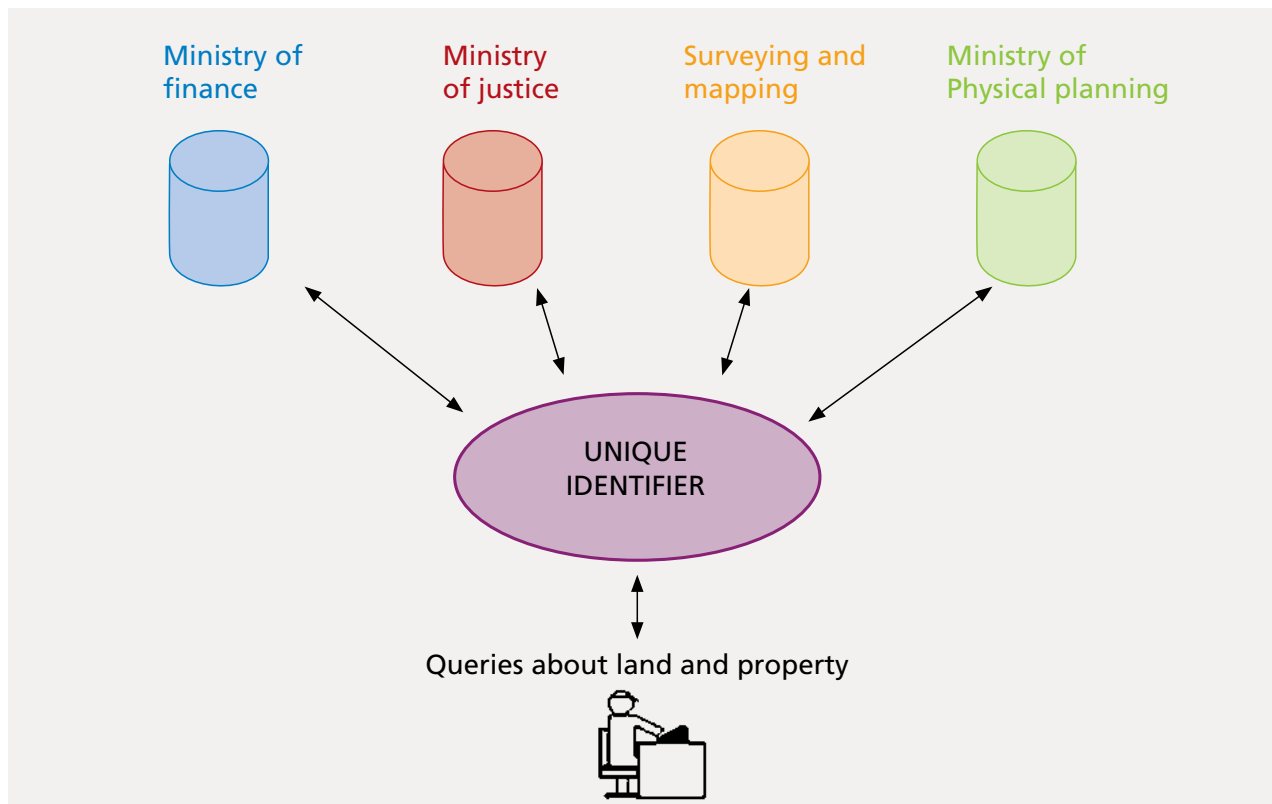 Ministry of
finance
Ministry
of justice
Surveying and
mapping
Ministry of
Physical planning
UNIQUE
IDENTIFIER
Queries about land and property